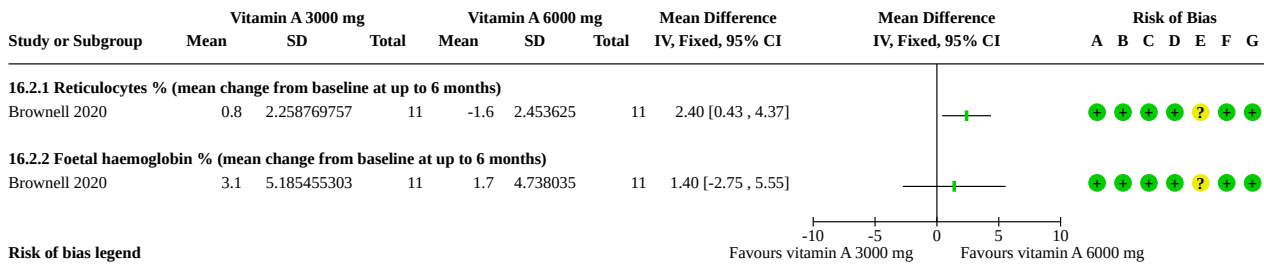 Vitamin A 3000 mg Vitamin A 6000 mg Mean Difference Mean Difference Risk of Bias
Study or Subgroup Mean SD Total Mean SD Total IV, Fixed, 95% CI IV, Fixed, 95% CI A B C D E F G
16.2.1 Reticulocytes % (mean change from baseline at up to 6 months)
Brownell 2020 0.8 2.258769757 11 -1.6 2.453625 11 2.40 [0.43 , 4.37] + + + + ? + +
16.2.2 Foetal haemoglobin % (mean change from baseline at up to 6 months)
Brownell 2020 3.1 5.185455303 11 1.7 4.738035 11 1.40 [-2.75 , 5.55] + + + + ? + +
-10 -5 0 5 10
Risk of bias legend Favours vitamin A 3000 mg Favours vitamin A 6000 mg